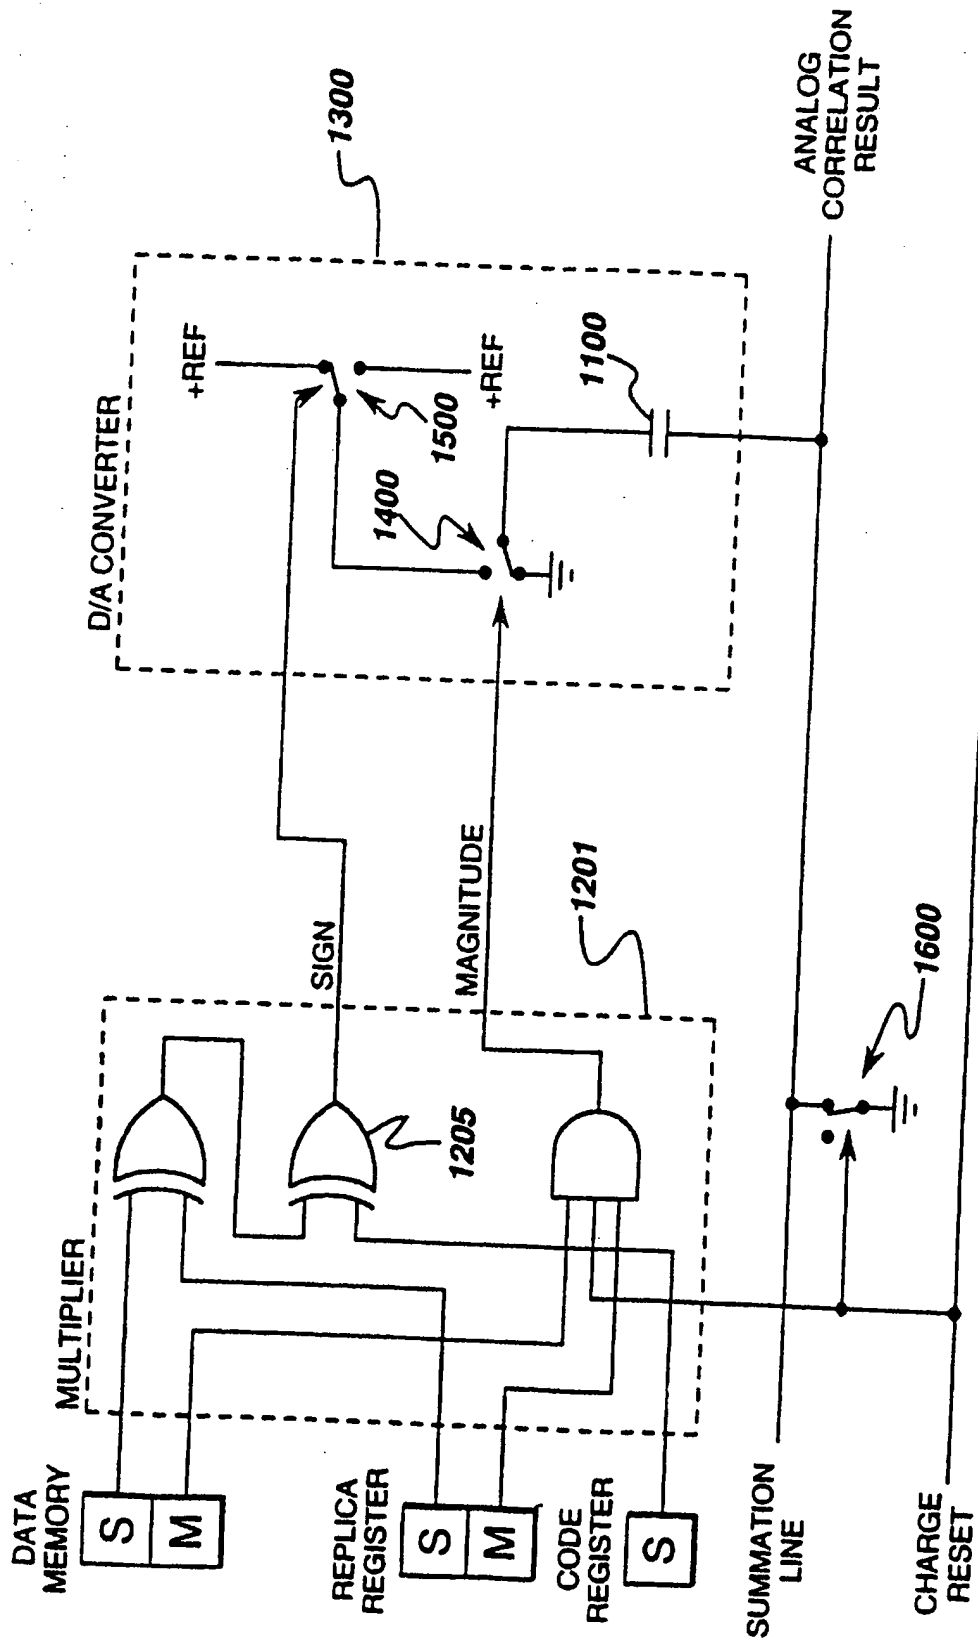 DATA
MEMORY
S
M
REPLICA
REGISTER
S
M
CODE
REGISTER
S
SUMMATION
LINE
CHARGE
RESET
MULTIPLIER
1205
SIGN
MAGNITUDE
1201
1600
D/A CONVERTER
+REF
1500
+REF
1400
1100
1300
ANALOG
CORRELATION
RESULT